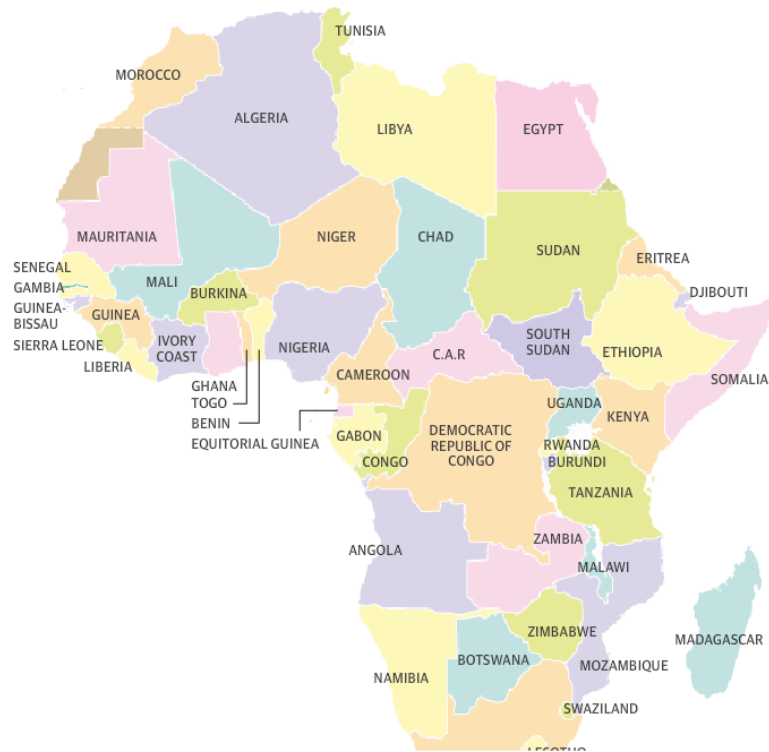 TUNISIA
MOROCCO
ALGERIA
LIBYA
EGYPT
MAURITANIA
NIGER
CHAD
SUDAN
ERITREA
SENEGAL
GAMBIA
MALI
BURKINA
DJIBOUTI
GUINEA-
BISSAU
GUINEA
SIERRA LEONE
IVORY
COAST
NIGERIA
SOUTH
SUDAN
ETHIOPIA
LIBERIA
C.A.R
SOMALIA
GHANA
TOGO
BENIN
EQUITORIAL GUINEA
CAMEROON
UGANDA
KENYA
GABON
CONGO
DEMOCRATIC
REPUBLIC OF
CONGO
RWANDA
BURUNDI
TANZANIA
ANGOLA
ZAMBIA
MALAWI
ZIMBABWE
MADAGASCAR
NAMIBIA
BOTSWANA
MOZAMBIQUE
SWAZILAND
LESOTHO